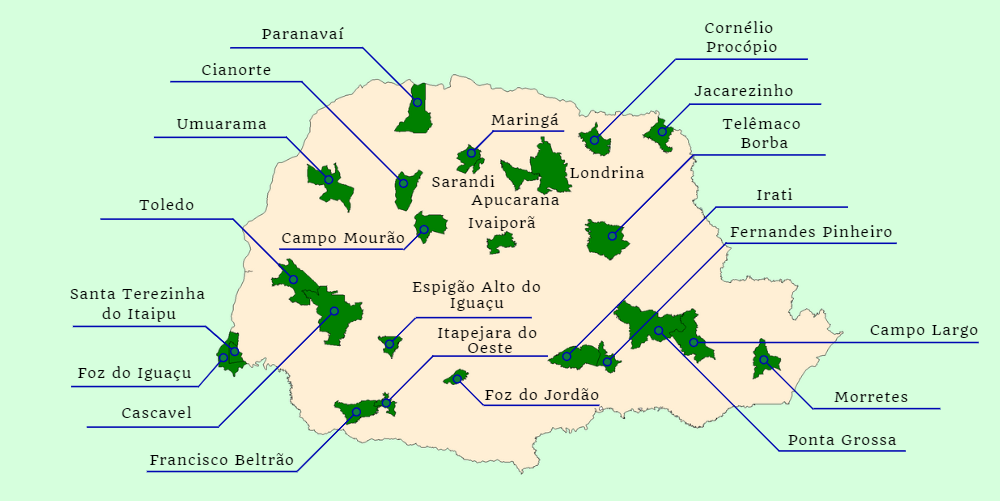 Paranavaí
Cornélio
Procópio
Cianorte
Jacarezinho
Umuarama
Maringá
Telêmaco
Borba
Sarandi
Londrina
Apucarana
Irati
Toledo
Ivaiporã
Fernandes Pinheiro
Campo Mourão
Santa Terezinha
do Itaipu
Espigão Alto do
Iguaçu
Itapejara do
Oeste
Campo Largo
Foz do Iguaçu
Foz do Jordão
Morretes
Cascavel
Ponta Grossa
Francisco Beltrão